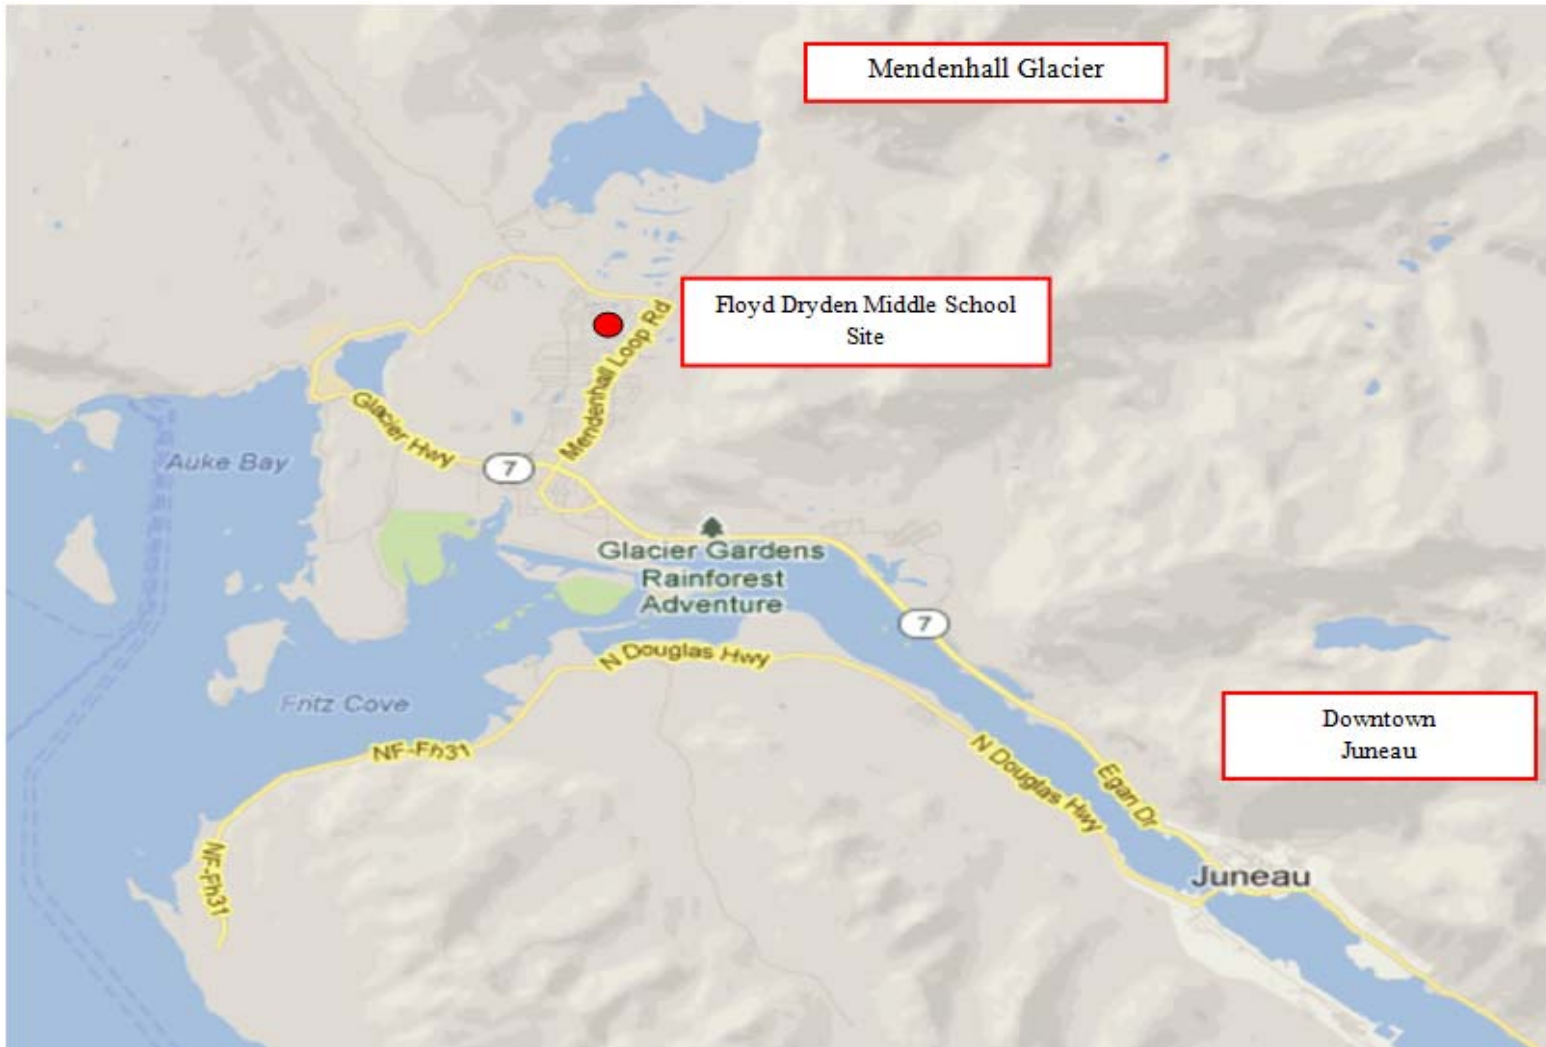 Mendenhall Glacier
Floyd Dryden Middle School
Site
Mendenhall Loop Rd
Glacier Hwy
7
Auke Bay
Glacier Gardens
Rainforest
Adventure
7
N Douglas Hwy
Fritz Cove
NF-Fh31
Downtown
Juneau
N Douglas Hwy
Egan Dr
NF-Fh31
Juneau